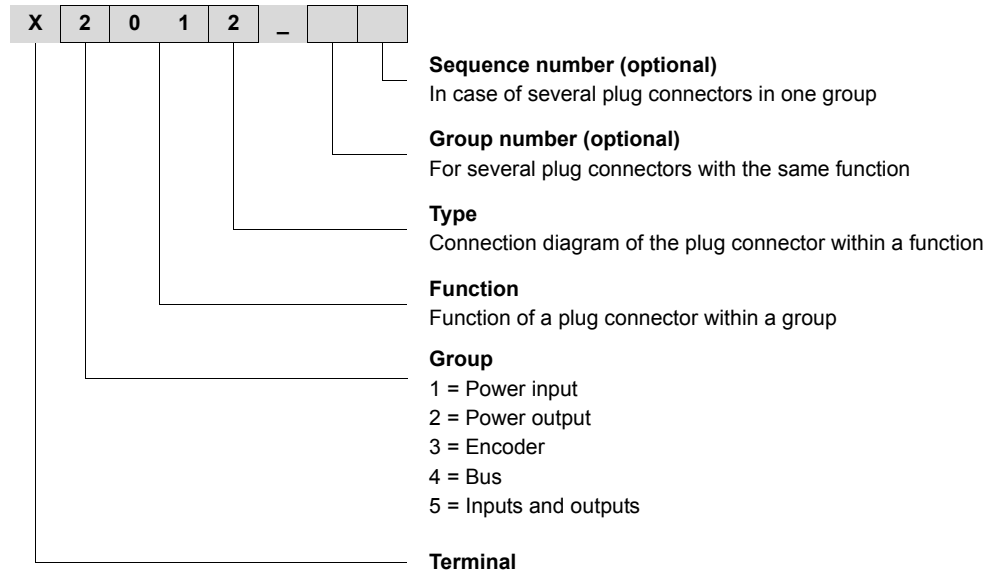 X 2 0 1 2 _
Sequence number (optional)
In case of several plug connectors in one group
Group number (optional)
For several plug connectors with the same function
Type
Connection diagram of the plug connector within a function
Function
Function of a plug connector within a group
Group
1 = Power input
2 = Power output
3 = Encoder
4 = Bus
5 = Inputs and outputs
Terminal